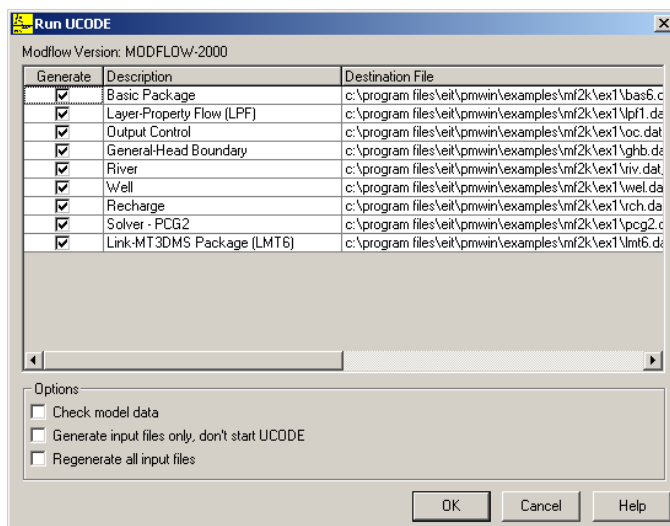 Run UCODE
Modflow Version: MODFLOW-2000
Generate Description Destination File
Basic Package c:\program files\eit\pmwin\examples\mf2k\ex1\bas6.d
Layer-Property Flow (LPF) c:\program files\eit\pmwin\examples\mf2k\ex1\lpf1.da
Output Control c:\program files\eit\pmwin\examples\mf2k\ex1\oc.dat
General-Head Boundary c:\program files\eit\pmwin\examples\mf2k\ex1\ghb.d
River c:\program files\eit\pmwin\examples\mf2k\ex1\riv.dat
Well c:\program files\eit\pmwin\examples\mf2k\ex1\wel.da
Recharge c:\program files\eit\pmwin\examples\mf2k\ex1\rch.da
Solver - PCG2 c:\program files\eit\pmwin\examples\mf2k\ex1\pcg2.d
Link-MT3DMS Package (LMT6) c:\program files\eit\pmwin\examples\mf2k\ex1\lmt6.da
Options
Check model data
Generate input files only, don't start UCODE
Regenerate all input files
OK Cancel Help